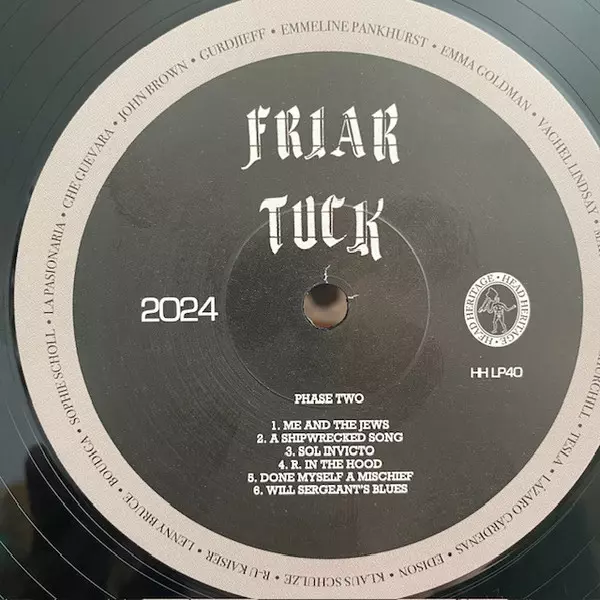 FRIAR
TUCK
2024
HEAD HERITAGE • HEAD HERITAGE •
HH LP40
PHASE TWO
1. ME AND THE JEWS
2. A SHIPWRECKED SONG
3. SOL INVICTO
4. R. IN THE HOOD
5. DONE MYSELF A MISCHIEF
6. WILL SERGEANT'S BLUES
EDISON • KLAUS SCHULZE • R-U KAISER • LENNY BRUCE • BOUDICA • SOPHIE SCHOLL • LA PASIONARIA • CHE GUEVARA • JOHN BROWN • GURDJIEFF • EMMELINE PANKHURST • EMMA GOLDMAN • VACHEL LINDSAY •
• TESLA • LÁZARO CÁRDENAS •